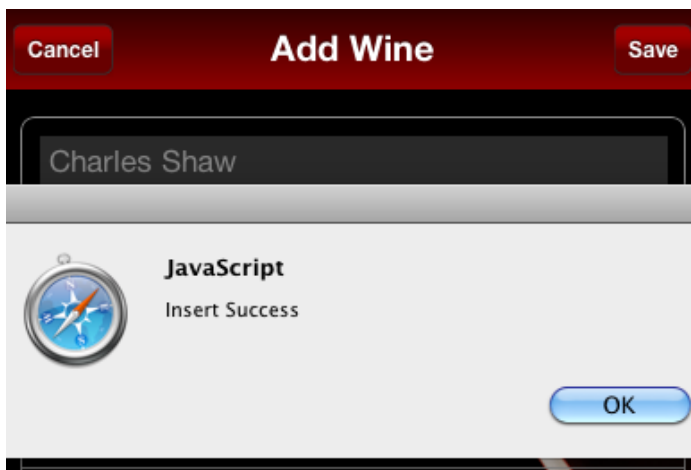 Cancel Add Wine Save
Charles Shaw
JavaScript
Insert Success
OK